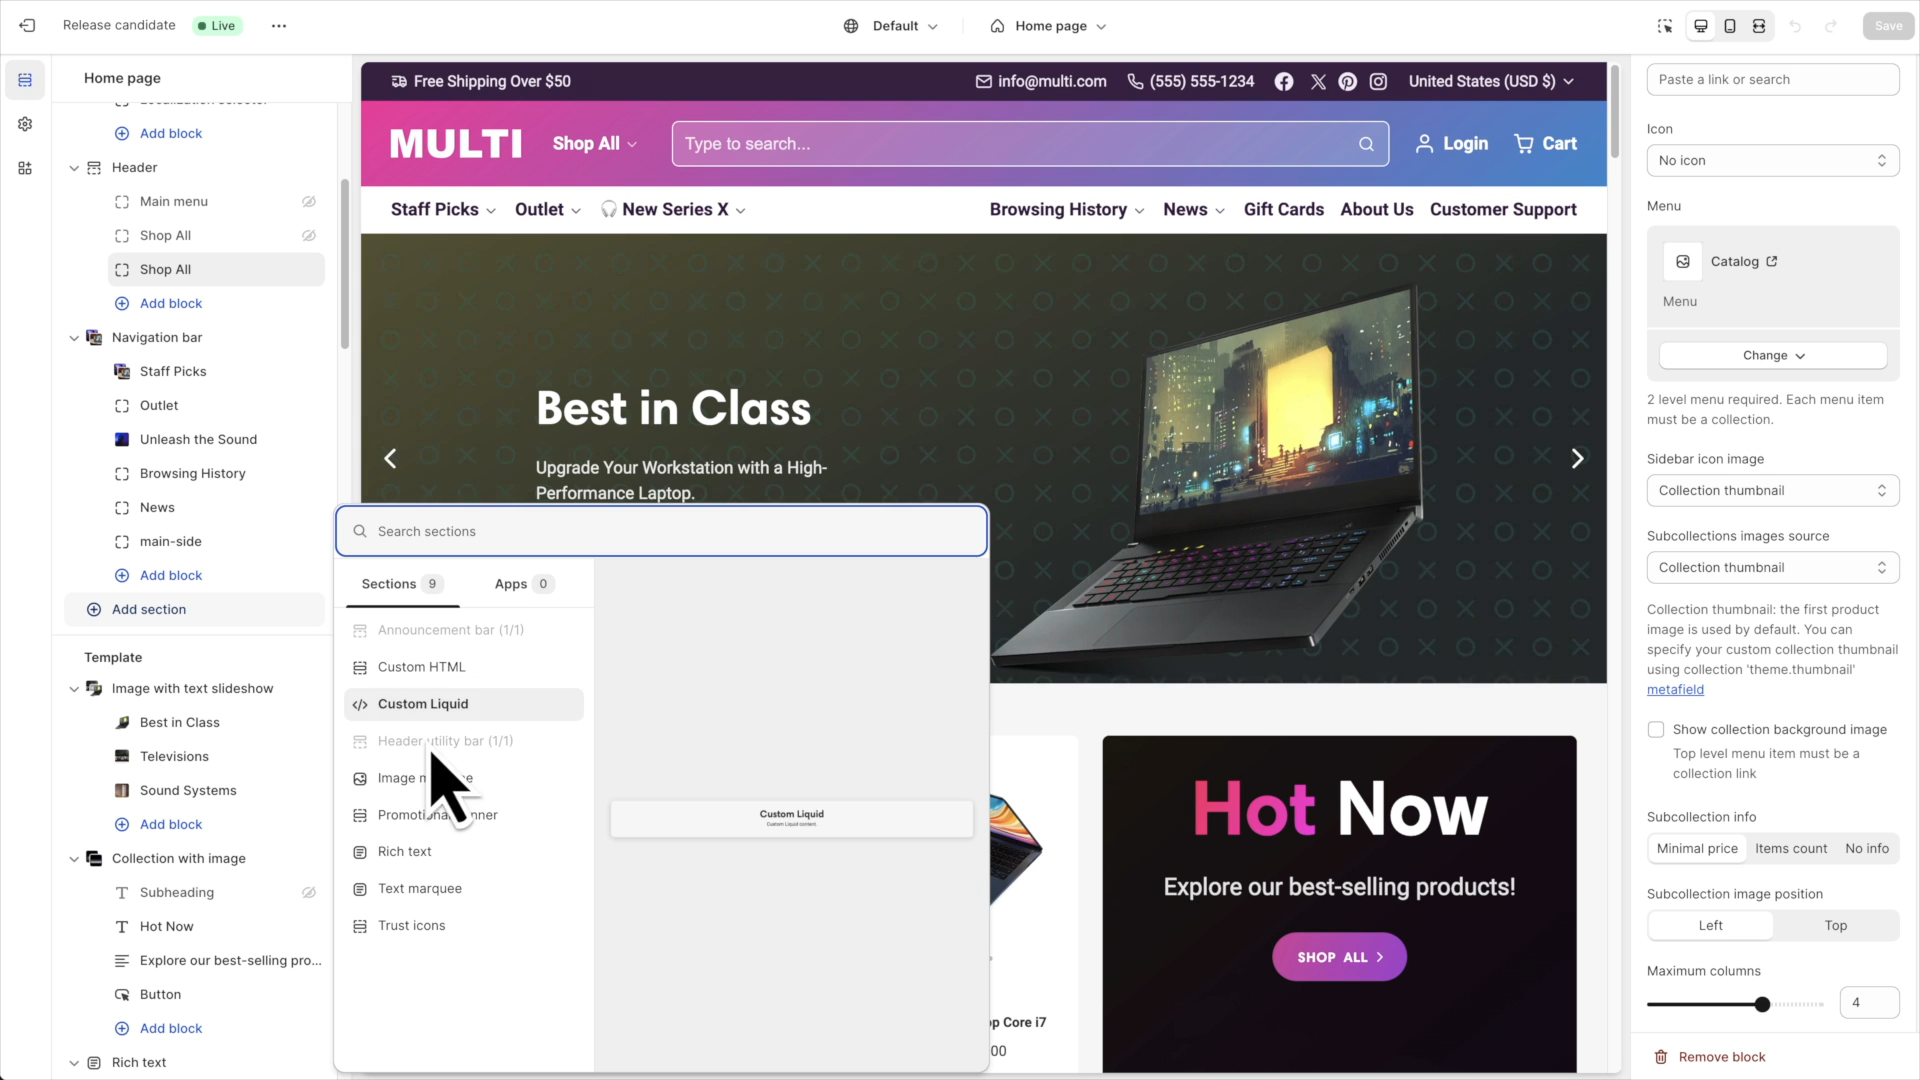 Release candidate
Live
Default
Home page
Save
Home page
Add block
Header
Main menu
Shop All
Shop All
Add block
Navigation bar
Staff Picks
Outlet
Unleash the Sound
Browsing History
News
main-side
Add block
Add section
Template
Image with text slideshow
Best in Class
Televisions
Sound Systems
Add block
Collection with image
Subheading
Hot Now
Explore our best-selling pro...
Button
Add block
Rich text
Free Shipping Over $50
info@multi.com
(555) 555-1234
United States (USD $)
MULTI
Shop All
Type to search...
Login
Cart
Staff Picks
Outlet
New Series X
Browsing History
News
Gift Cards
About Us
Customer Support
Best in Class
Upgrade Your Workstation with a High-
Performance Laptop.
Search sections
Sections 9
Apps 0
Announcement bar (1/1)
Custom HTML
Custom Liquid
Header utility bar (1/1)
Image
Rich text
Text marquee
Trust icons
Custom Liquid
Custom Liquid content.
Core i7
00
Hot Now
Explore our best-selling products!
SHOP ALL
Paste a link or search
Icon
No icon
Menu
Catalog
Menu
Change
2 level menu required. Each menu item
must be a collection.
Sidebar icon image
Collection thumbnail
Subcollections images source
Collection thumbnail
Collection thumbnail: the first product
image is used by default. You can
specify your custom collection thumbnail
using collection 'theme.thumbnail'
metafield
Show collection background image
Top level menu item must be a
collection link
Subcollection info
Minimal price
Items count
No info
Subcollection image position
Left
Top
Maximum columns
4
Remove block